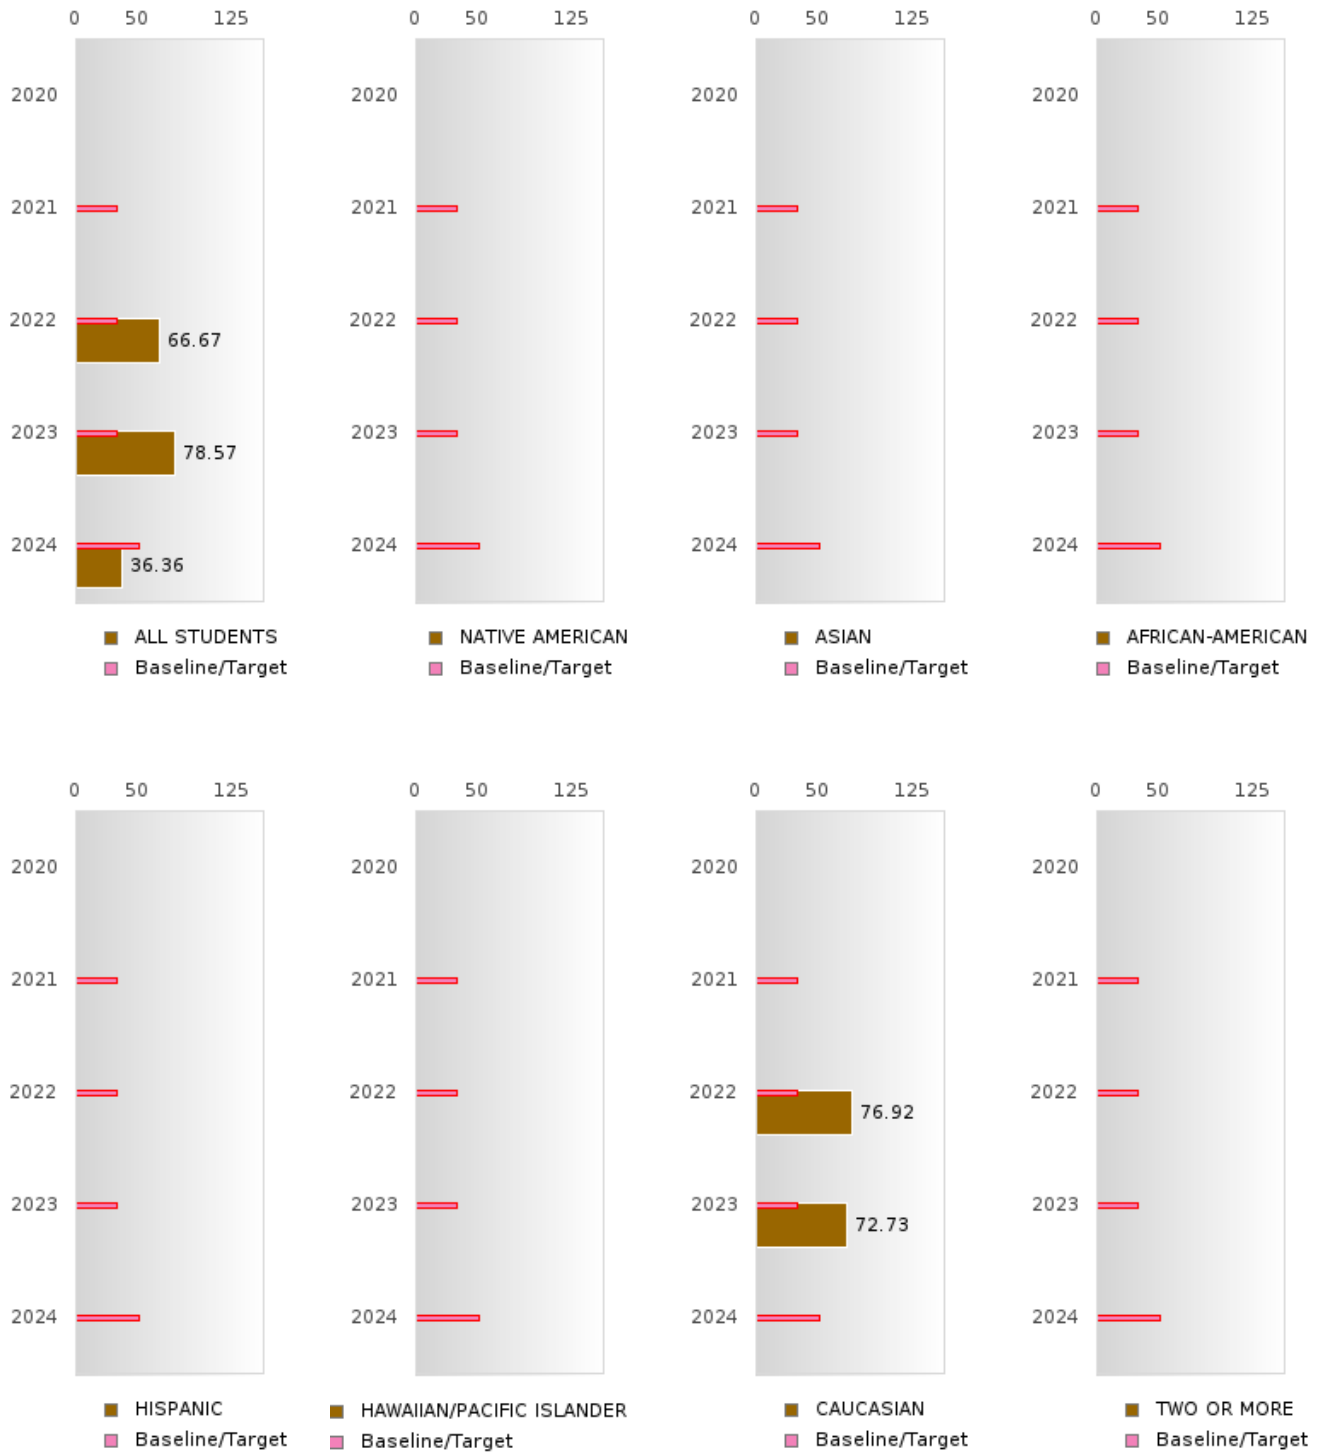 0 50 125 0 50 125 0 50 125 0 50 125
2020 2020 2020 2020
2021 2021 2021 2021
2022 66.67 2022 2022 2022
2023 78.57 2023 2023 2023
2024 36.36 2024 2024 2024
ALL STUDENTS NATIVE AMERICAN ASIAN AFRICAN-AMERICAN
Baseline/Target Baseline/Target Baseline/Target Baseline/Target
0 50 125 0 50 125 0 50 125 0 50 125
2020 2020 2020 2020
2021 2021 2021 2021
2022 2022 2022 76.92 2022
2023 2023 2023 72.73 2023
2024 2024 2024 2024
HISPANIC HAWAIIAN/PACIFIC ISLANDER CAUCASIAN TWO OR MORE
Baseline/Target Baseline/Target Baseline/Target Baseline/Target